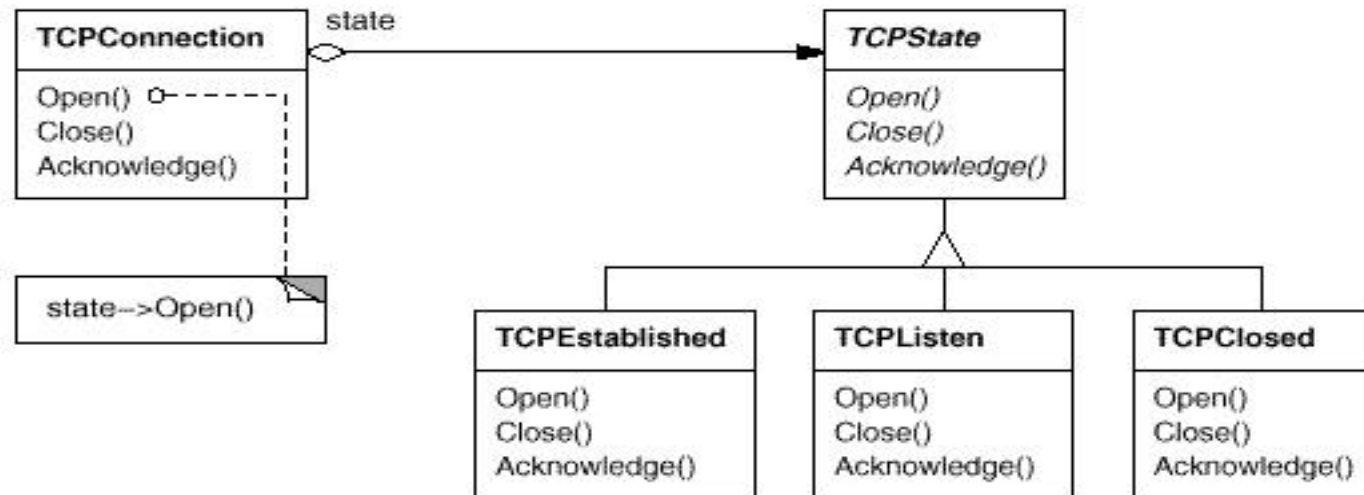 state
TCPConnection
Open()
Close()
Acknowledge()
state->Open()
TCPState
Open()
Close()
Acknowledge()
TCPEstablished
Open()
Close()
Acknowledge()
TCPListen
Open()
Close()
Acknowledge()
TCPClosed
Open()
Close()
Acknowledge()